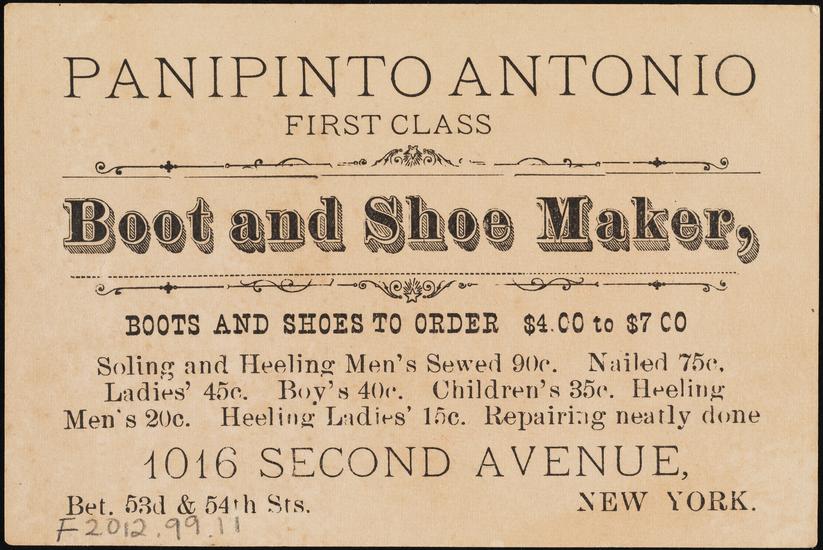 PANIPINTO ANTONIO
FIRST CLASS
Boot and Shoe Maker,
BOOTS AND SHOES TO ORDER $4.00 to $7 00
Soling and Heeling Men's Sewed 90c. Nailed 75c.
Ladies' 45c. Boy's 40c. Children's 35c. Heeling
Men's 20c. Heeling Ladies' 15c. Repairing neatly done
1016 SECOND AVENUE,
Bet. 53d & 54th Sts. NEW YORK.
F2012.99.11